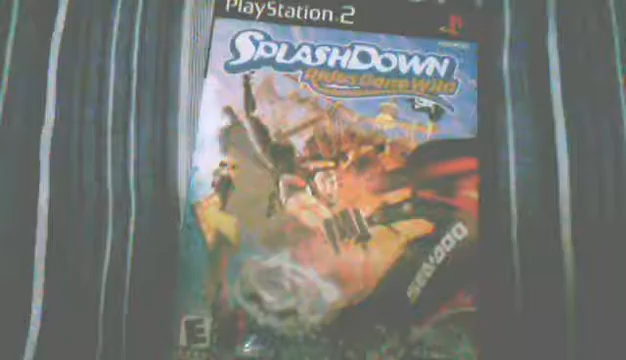 PlayStation 2
SPLASHDOWN
Rides Gone Wild
SEA-DOO
E